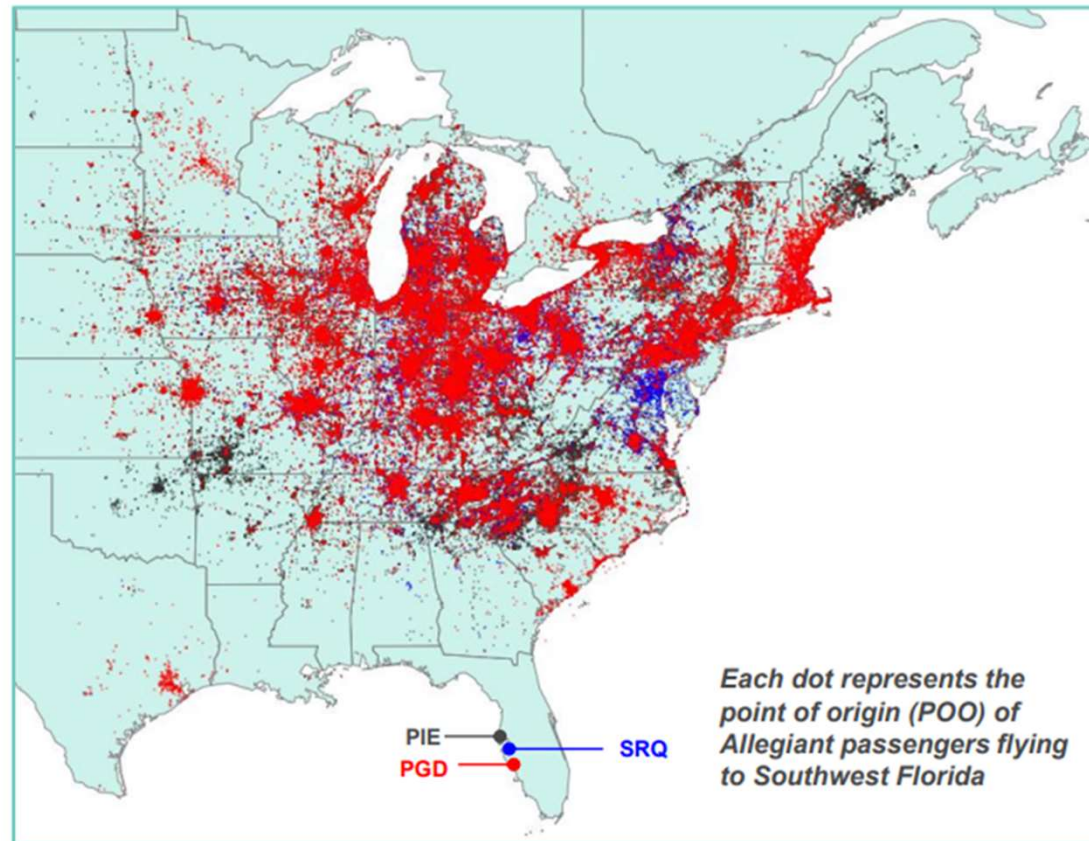 PIE
SRQ
PGD
Each dot represents the
point of origin (POO) of
Allegiant passengers flying
to Southwest Florida